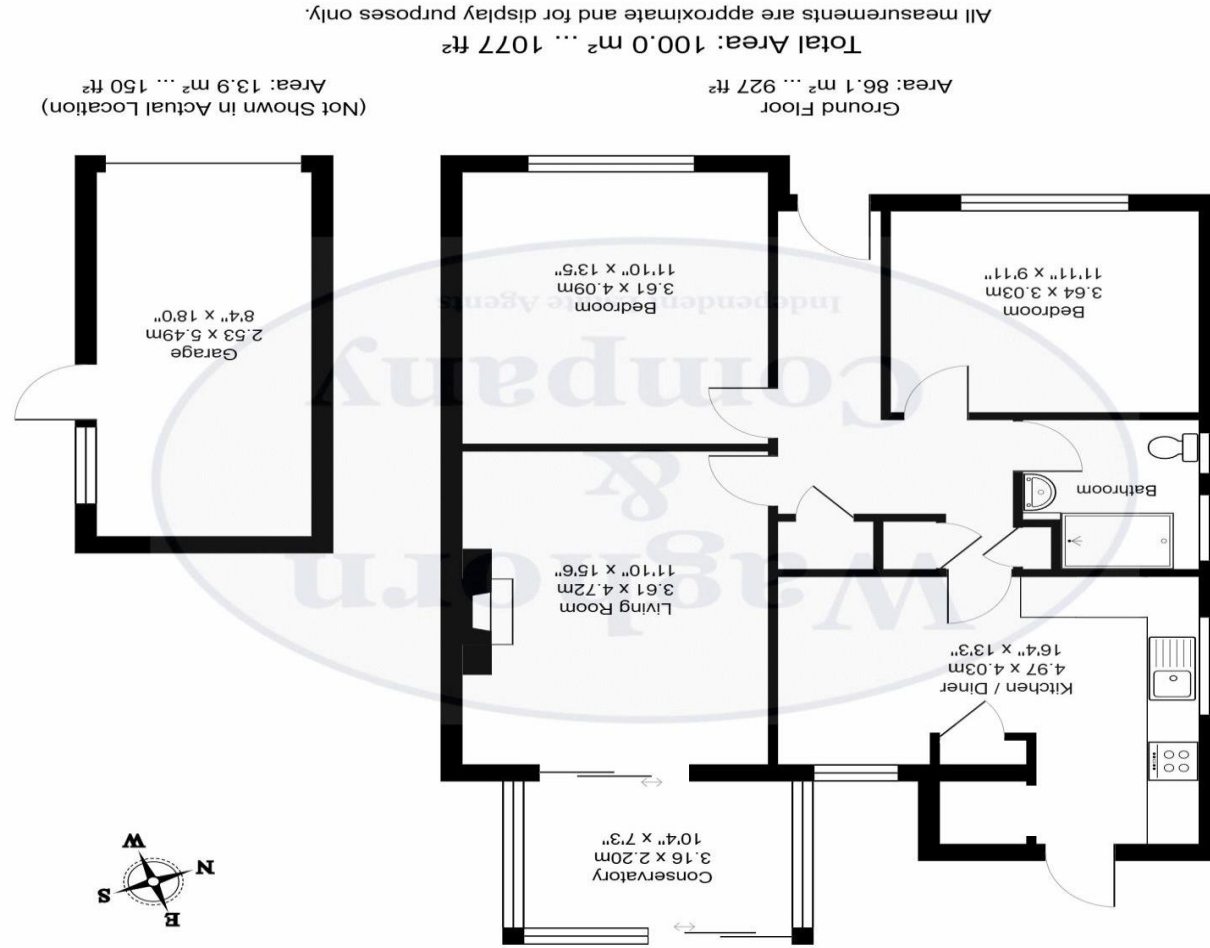 Conservatory
3.16 x 2.20m
10'4" x 7'3"
Kitchen / Diner
4.97 x 4.03m
16'4" x 13'3"
Living Room
3.61 x 4.72m
11'10" x 15'6"
Bathroom
Bedroom
3.64 x 3.03m
11'11" x 9'11"
Bedroom
3.61 x 4.09m
11'10" x 13'5"
Garage
2.53 x 5.49m
8'4" x 18'0"
N
E
S
W
Waghorn
&
Company
Independent Estate Agents
Ground Floor
Area: 86.1 m² ... 927 ft²
(Not Shown in Actual Location)
Area: 13.9 m² ... 150 ft²
Total Area: 100.0 m² ... 1077 ft²
All measurements are approximate and for display purposes only.